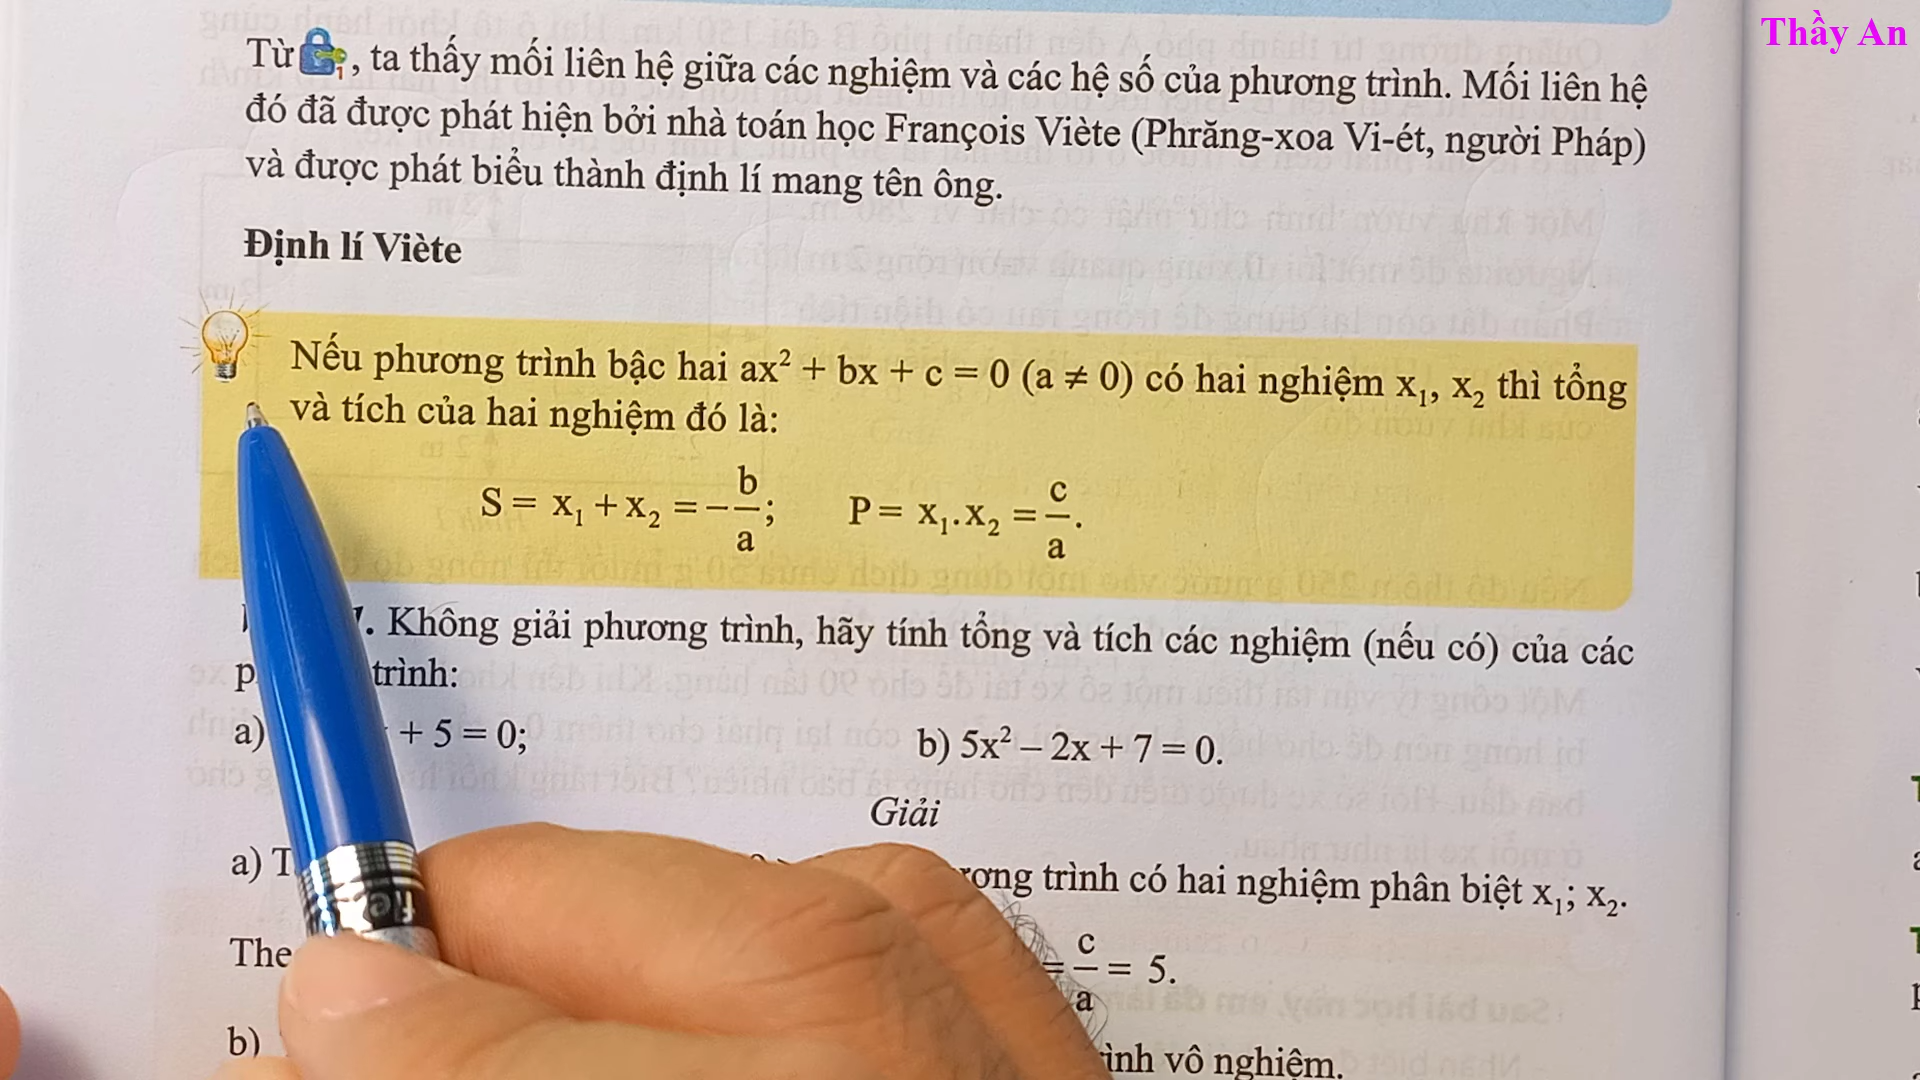 Thầy An
Từ 1, ta thấy mối liên hệ giữa các nghiệm và các hệ số của phương trình. Mối liên hệ
đó đã được phát hiện bởi nhà toán học François Viète (Phrăng-xoa Vi-ét, người Pháp)
và được phát biểu thành định lí mang tên ông.
Định lí Viète
Nếu phương trình bậc hai ax² + bx + c = 0 (a ≠ 0) có hai nghiệm x₁, x₂ thì tổng
và tích của hai nghiệm đó là:
S = x₁ + x₂ = −b/a; P = x₁.x₂ = c/a.
1. Không giải phương trình, hãy tính tổng và tích các nghiệm (nếu có) của các
trình:
a) + 5 = 0; b) 5x² – 2x + 7 = 0.
Giải
a) trình có hai nghiệm phân biệt x₁; x₂.
= c/a = 5.
b) vô nghiệm.